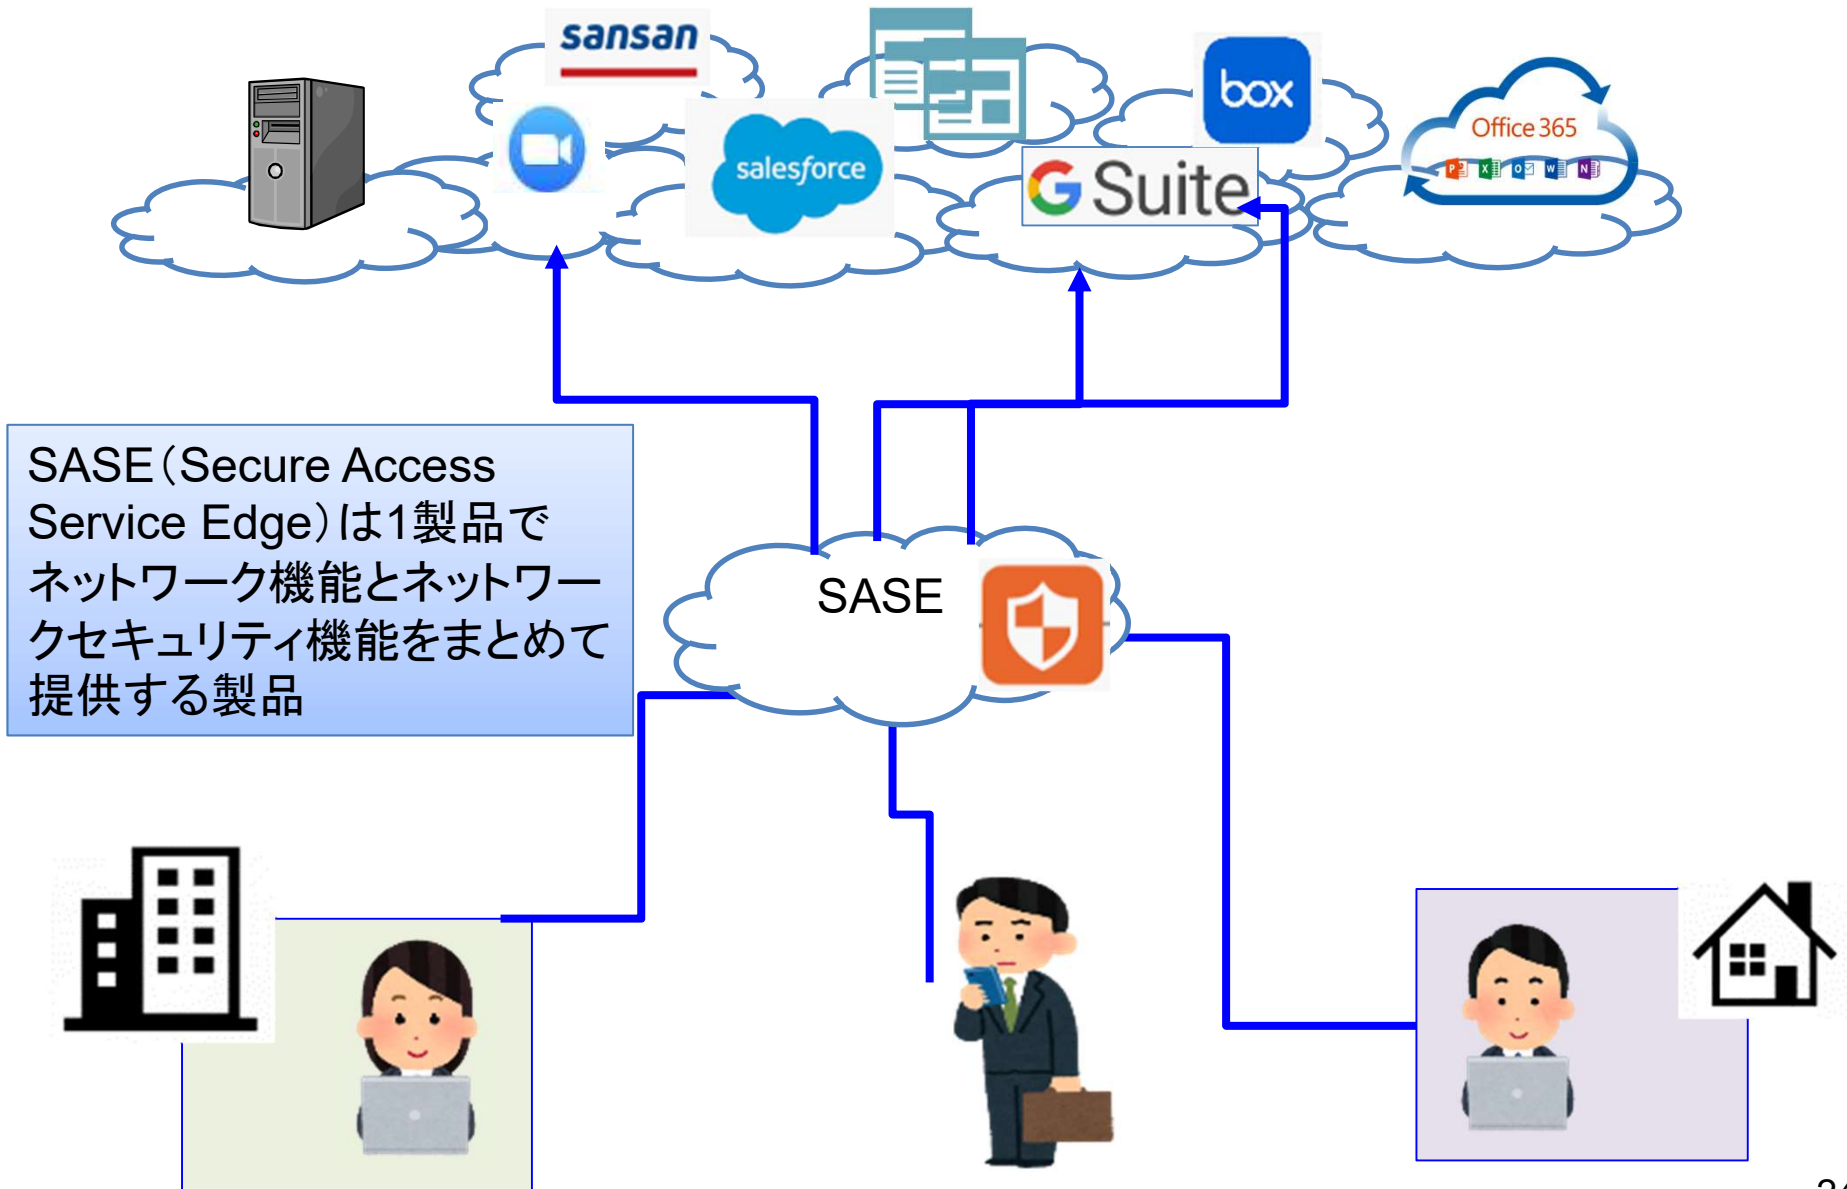 sansan
box
Office 365
salesforce
G Suite
P X O W N
SASE（Secure Access
Service Edge）は1製品で
ネットワーク機能とネットワー
クセキュリティ機能をまとめて
提供する製品
SASE